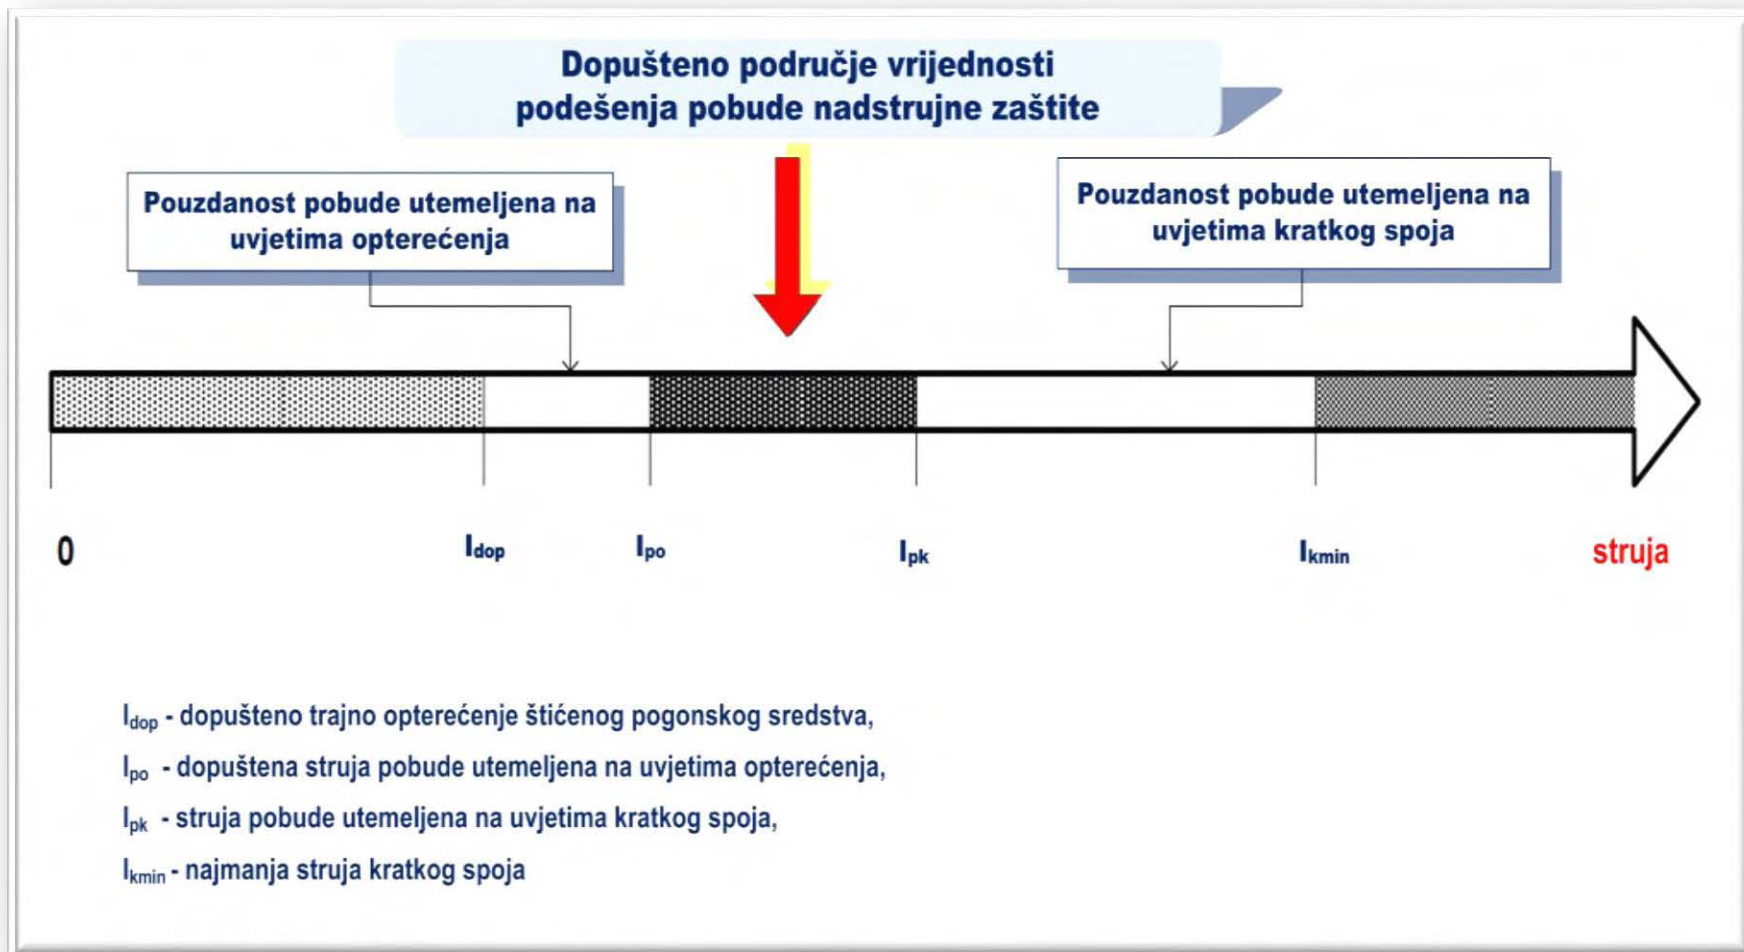 Dopušteno područje vrijednosti
podešenja pobude nadstrujne zaštite
Pouzdanost pobude utemeljena na
uvjetima opterećenja
Pouzdanost pobude utemeljena na
uvjetima kratkog spoja
0
Idop
Ipo
Ipk
Ikmin
struja
Idop - dopušteno trajno opterećenje štićenog pogonskog sredstva,
Ipo - dopuštena struja pobude utemeljena na uvjetima opterećenja,
Ipk - struja pobude utemeljena na uvjetima kratkog spoja,
Ikmin - najmanja struja kratkog spoja